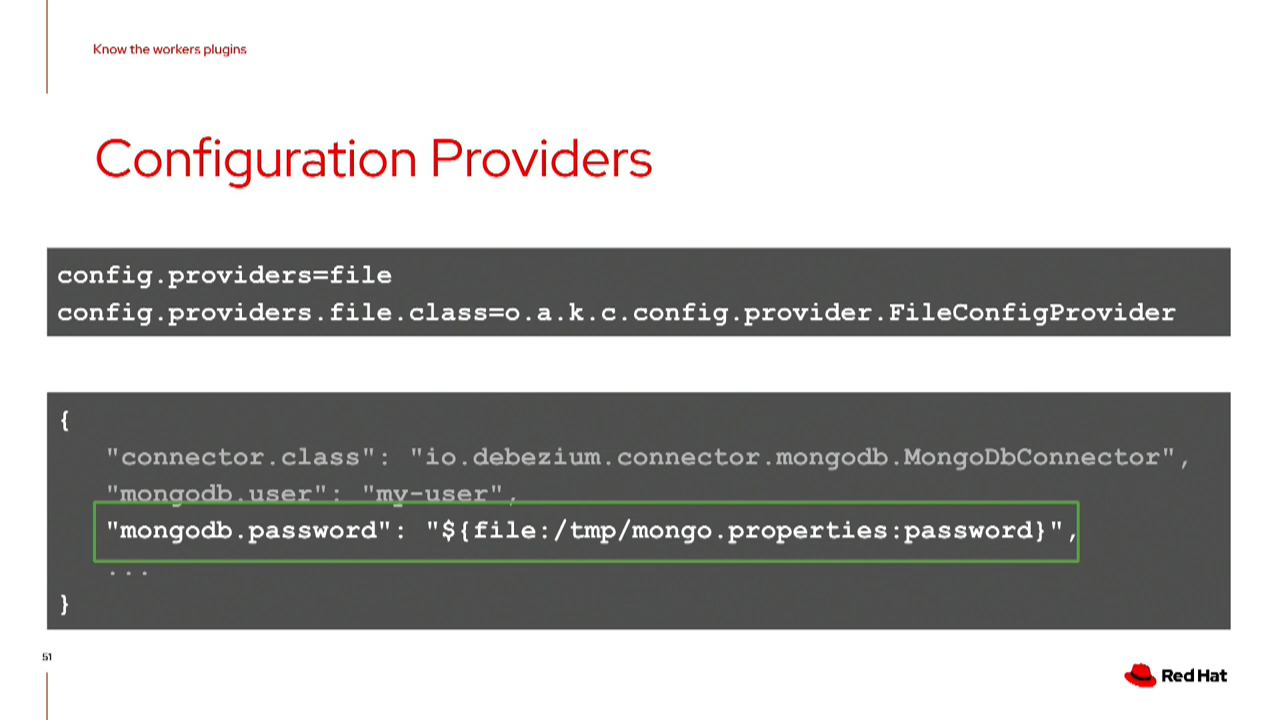 Know the workers plugins
Configuration Providers
config.providers=file
config.providers.file.class=o.a.k.c.config.provider.FileConfigProvider
{
"connector.class": "io.debezium.connector.mongodb.MongoDbConnector",
"mongodb.user": "my-user",
"mongodb.password": "${file:/tmp/mongo.properties:password}",
...
}
51
Red Hat